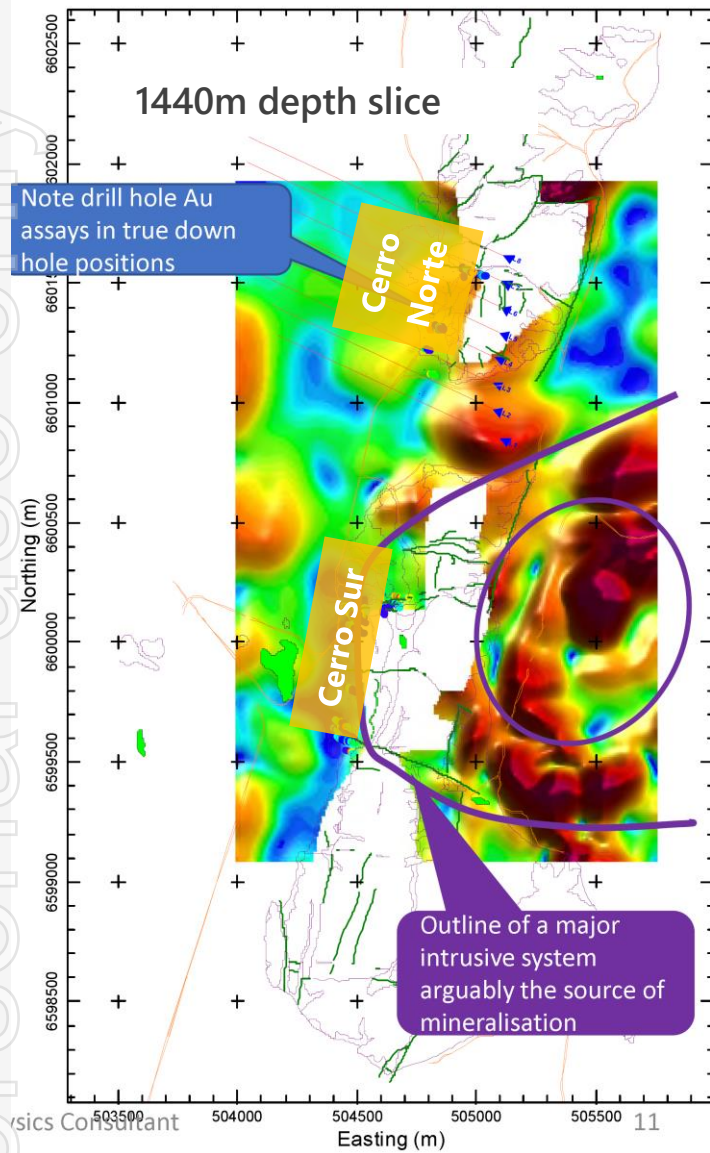 1440m depth slice
Note drill hole Au
assays in true down
hole positions
Cerro
Norte
Cerro Sur
Outline of a major
intrusive system
arguably the source of
mineralisation
Northing (m)
6602500
6601000
6600500
6600000
6599500
6599000
6598500
L3
L2
503500 504000 504500 505000 505500
Easting (m)
Consultant
11